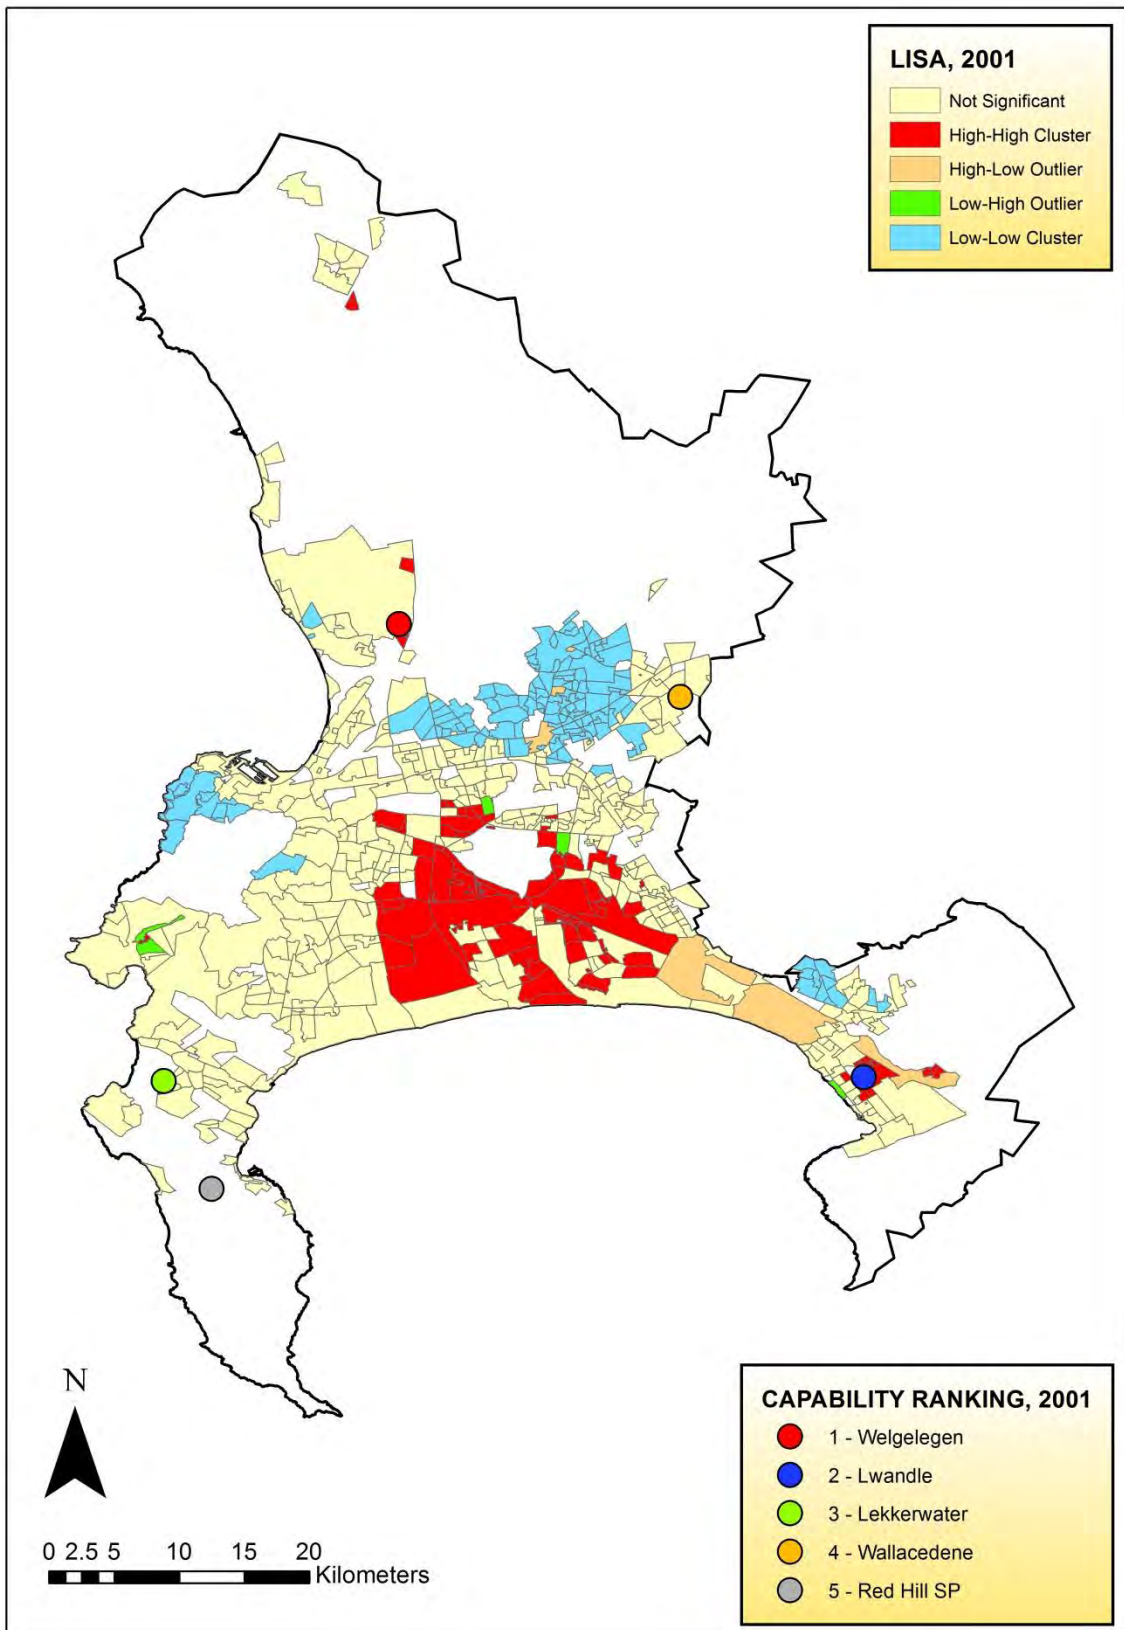 LISA, 2001
Not Significant
High-High Cluster
High-Low Outlier
Low-High Outlier
Low-Low Cluster
N
0 2.5 5 10 15 20
Kilometers
CAPABILITY RANKING, 2001
1 - Welgelegen
2 - Lwandle
3 - Lekkerwater
4 - Wallacedene
5 - Red Hill SP